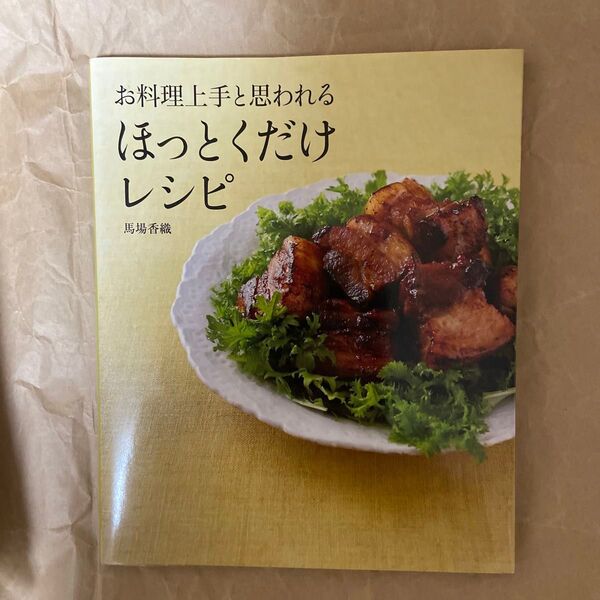 お料理上手と思われる
ほっとくだけ
レシピ
馬場香織